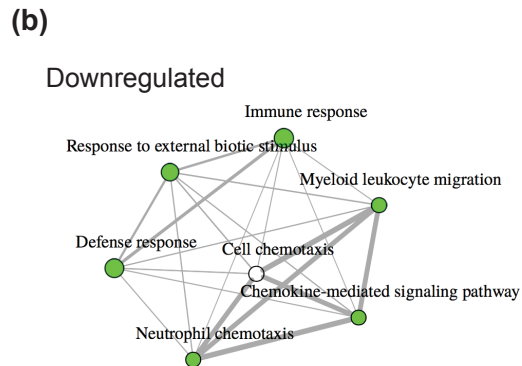 (b)
Downregulated
Immune response
Response to external biotic stimulus
Myeloid leukocyte migration
Defense response
Cell chemotaxis
Chemokine-mediated signaling pathway
Neutrophil chemotaxis